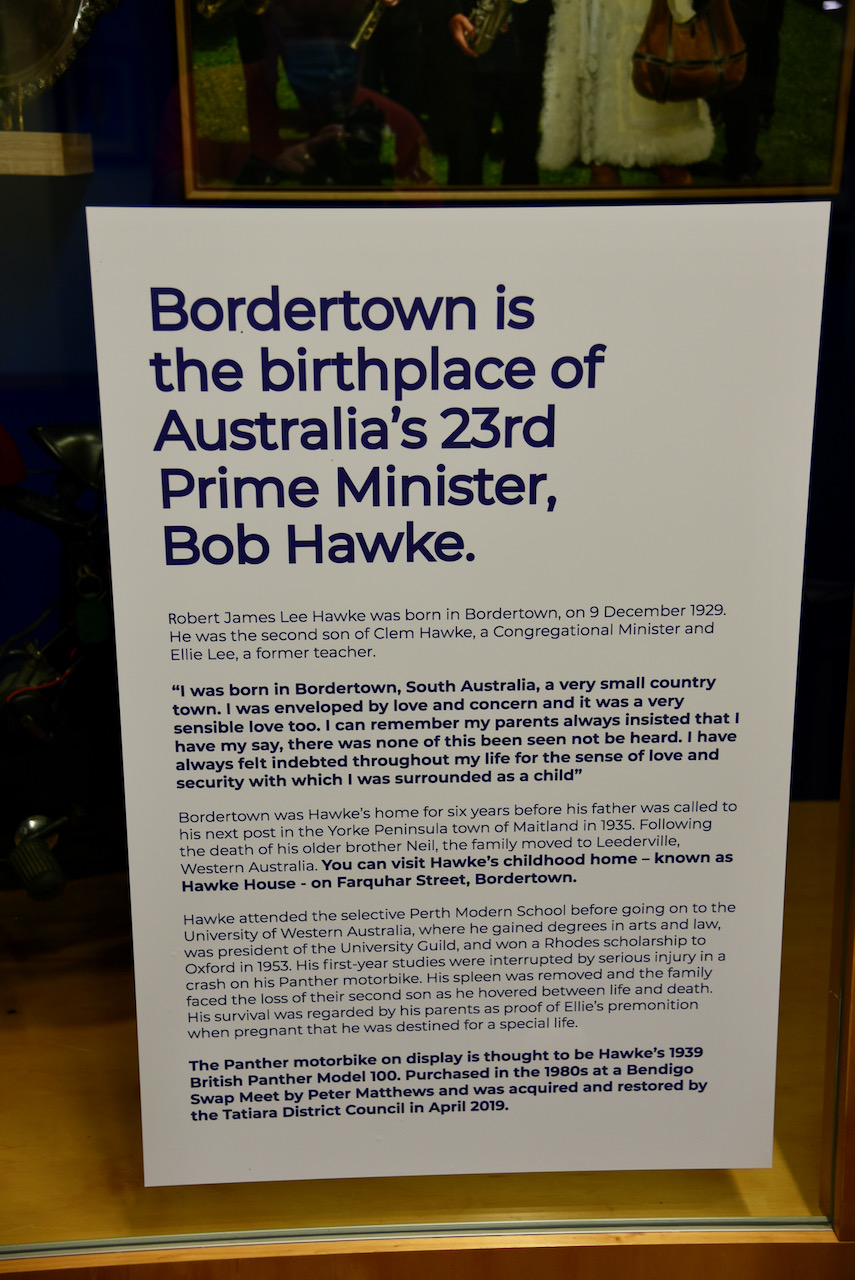 Bordertown is
the birthplace of
Australia's 23rd
Prime Minister,
Bob Hawke.
Robert James Lee Hawke was born in Bordertown, on 9 December 1929.
He was the second son of Clem Hawke, a Congregational Minister and
Ellie Lee, a former teacher.
“I was born in Bordertown, South Australia, a very small country
town. I was enveloped by love and concern and it was a very
sensible love too. I can remember my parents always insisted that I
have my say, there was none of this been seen not be heard. I have
always felt indebted throughout my life for the sense of love and
security with which I was surrounded as a child”
Bordertown was Hawke's home for six years before his father was called to
his next post in the Yorke Peninsula town of Maitland in 1935. Following
the death of his older brother Neil, the family moved to Leederville,
Western Australia. You can visit Hawke's childhood home – known as
Hawke House - on Farquhar Street, Bordertown.
Hawke attended the selective Perth Modern School before going on to the
University of Western Australia, where he gained degrees in arts and law,
was president of the University Guild, and won a Rhodes scholarship to
Oxford in 1953. His first-year studies were interrupted by serious injury in a
crash on his Panther motorbike. His spleen was removed and the family
faced the loss of their second son as he hovered between life and death.
His survival was regarded by his parents as proof of Ellie's premonition
when pregnant that he was destined for a special life.
The Panther motorbike on display is thought to be Hawke's 1939
British Panther Model 100. Purchased in the 1980s at a Bendigo
Swap Meet by Peter Matthews and was acquired and restored by
the Tatiara District Council in April 2019.